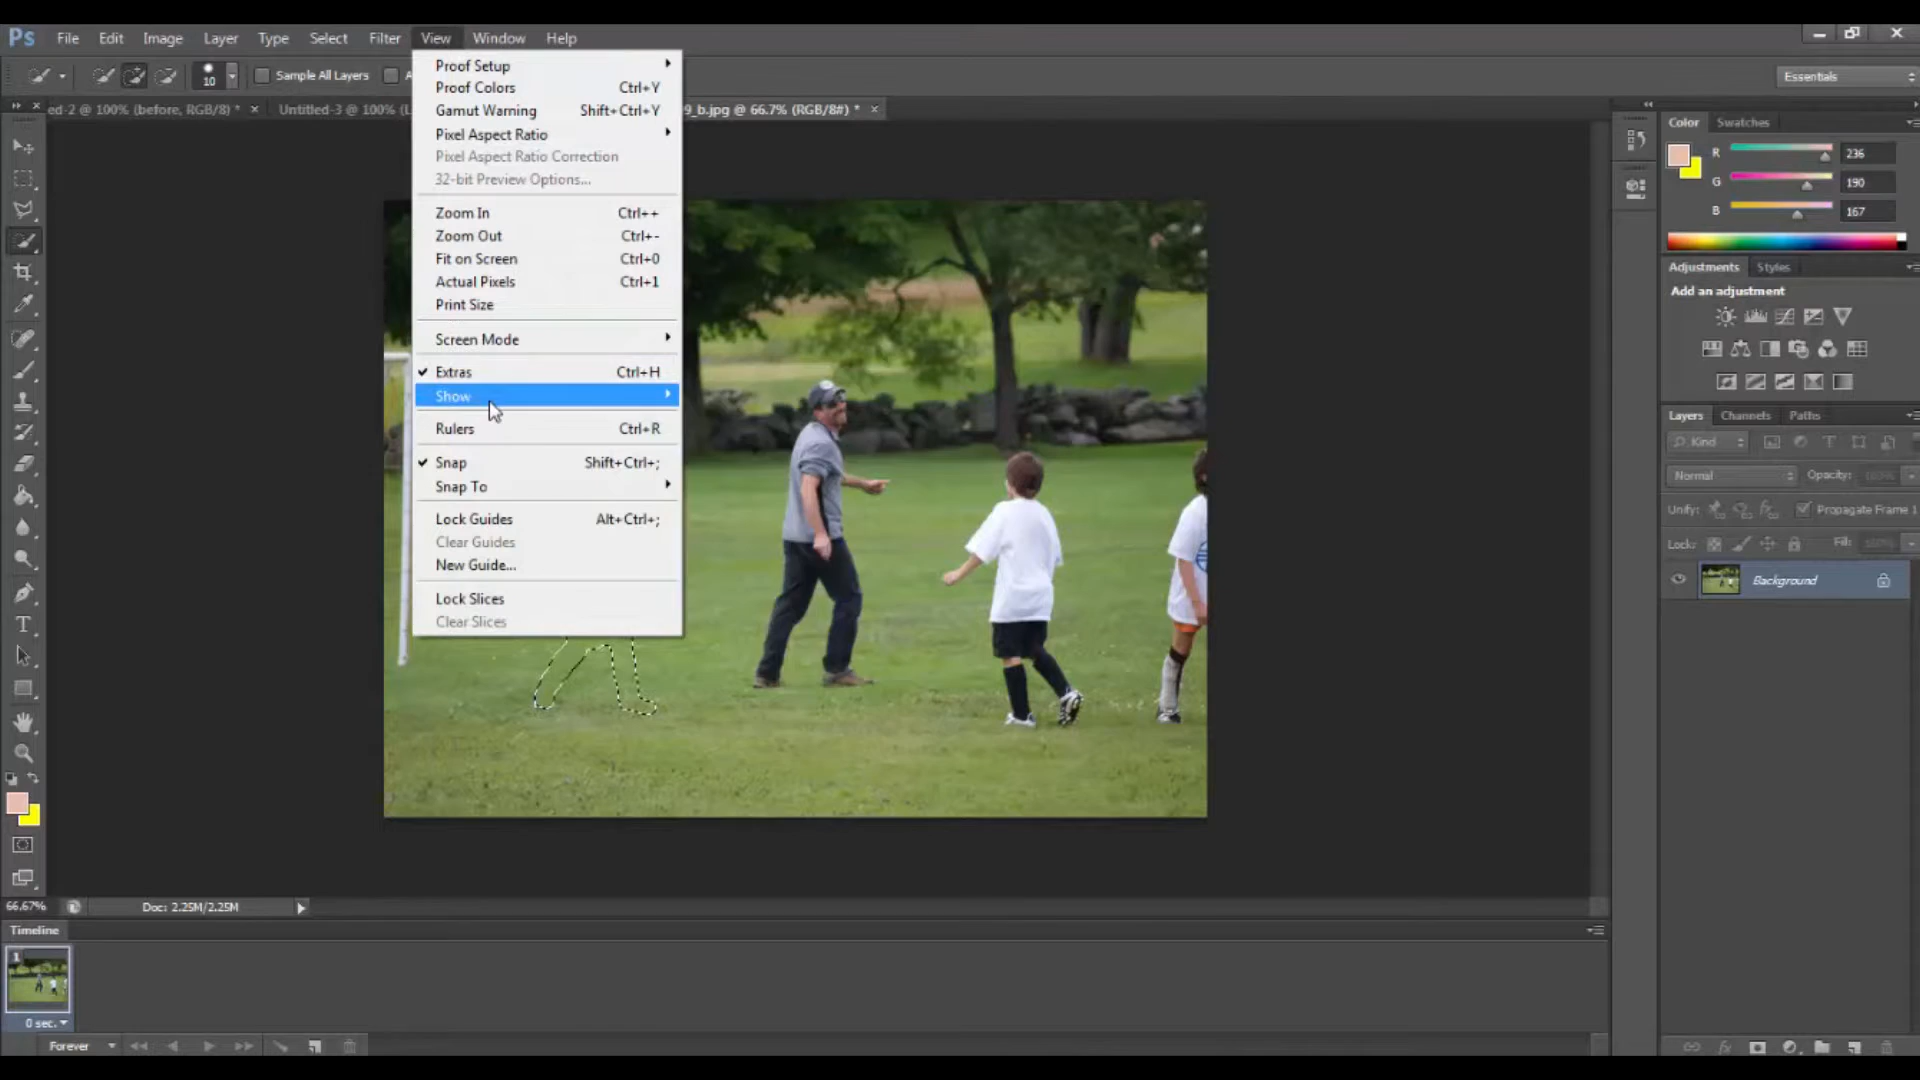 Ps File Edit Image Layer Type Select Filter View Window Help
10 Sample All Layers Essentials
ed-2 @ 100% (before, RGB/8) * Untitled-3 @ 100% 9_b.jpg @ 66.7% (RGB/8#) *
Proof Setup
Proof Colors Ctrl+Y
Gamut Warning Shift+Ctrl+Y
Pixel Aspect Ratio
Pixel Aspect Ratio Correction
32-bit Preview Options...
Zoom In Ctrl++
Zoom Out Ctrl+-
Fit on Screen Ctrl+0
Actual Pixels Ctrl+1
Print Size
Screen Mode
Extras Ctrl+H
Show
Rulers Ctrl+R
Snap Shift+Ctrl+;
Snap To
Lock Guides Alt+Ctrl+;
Clear Guides
New Guide...
Lock Slices
Clear Slices
Color Swatches
R 236
G 190
B 167
Adjustments Styles
Add an adjustment
Layers Channels Paths
Kind
Normal Opacity: 100%
Unify: Propagate Frame 1
Lock: Fill: 100%
Background
66.67% Doc: 2.25M/2.25M
Timeline
1
0 sec.
Forever